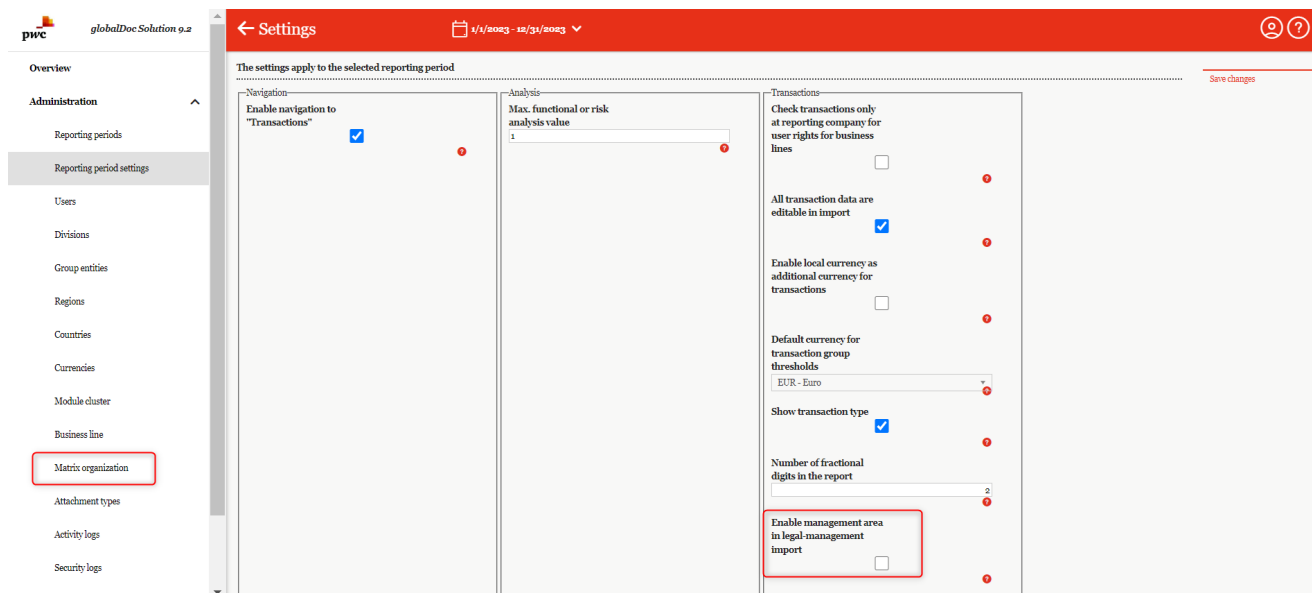 pwc
globalDoc Solution 9.2
Overview
Administration
Reporting periods
Reporting period settings
Users
Divisions
Group entities
Regions
Countries
Currencies
Module cluster
Business line
Matrix organization
Attachment types
Activity logs
Security logs
Settings
1/1/2023 - 12/31/2023
?
The settings apply to the selected reporting period
Save changes
Navigation
Enable navigation to
"Transactions"
?
Analysis
Max. functional or risk
analysis value
1
?
Transactions
Check transactions only
at reporting company for
user rights for business
lines
?
All transaction data are
editable in import
?
Enable local currency as
additional currency for
transactions
?
Default currency for
transaction group
thresholds
EUR - Euro
?
Show transaction type
?
Number of fractional
digits in the report
2
?
Enable management area
in legal-management
import
?